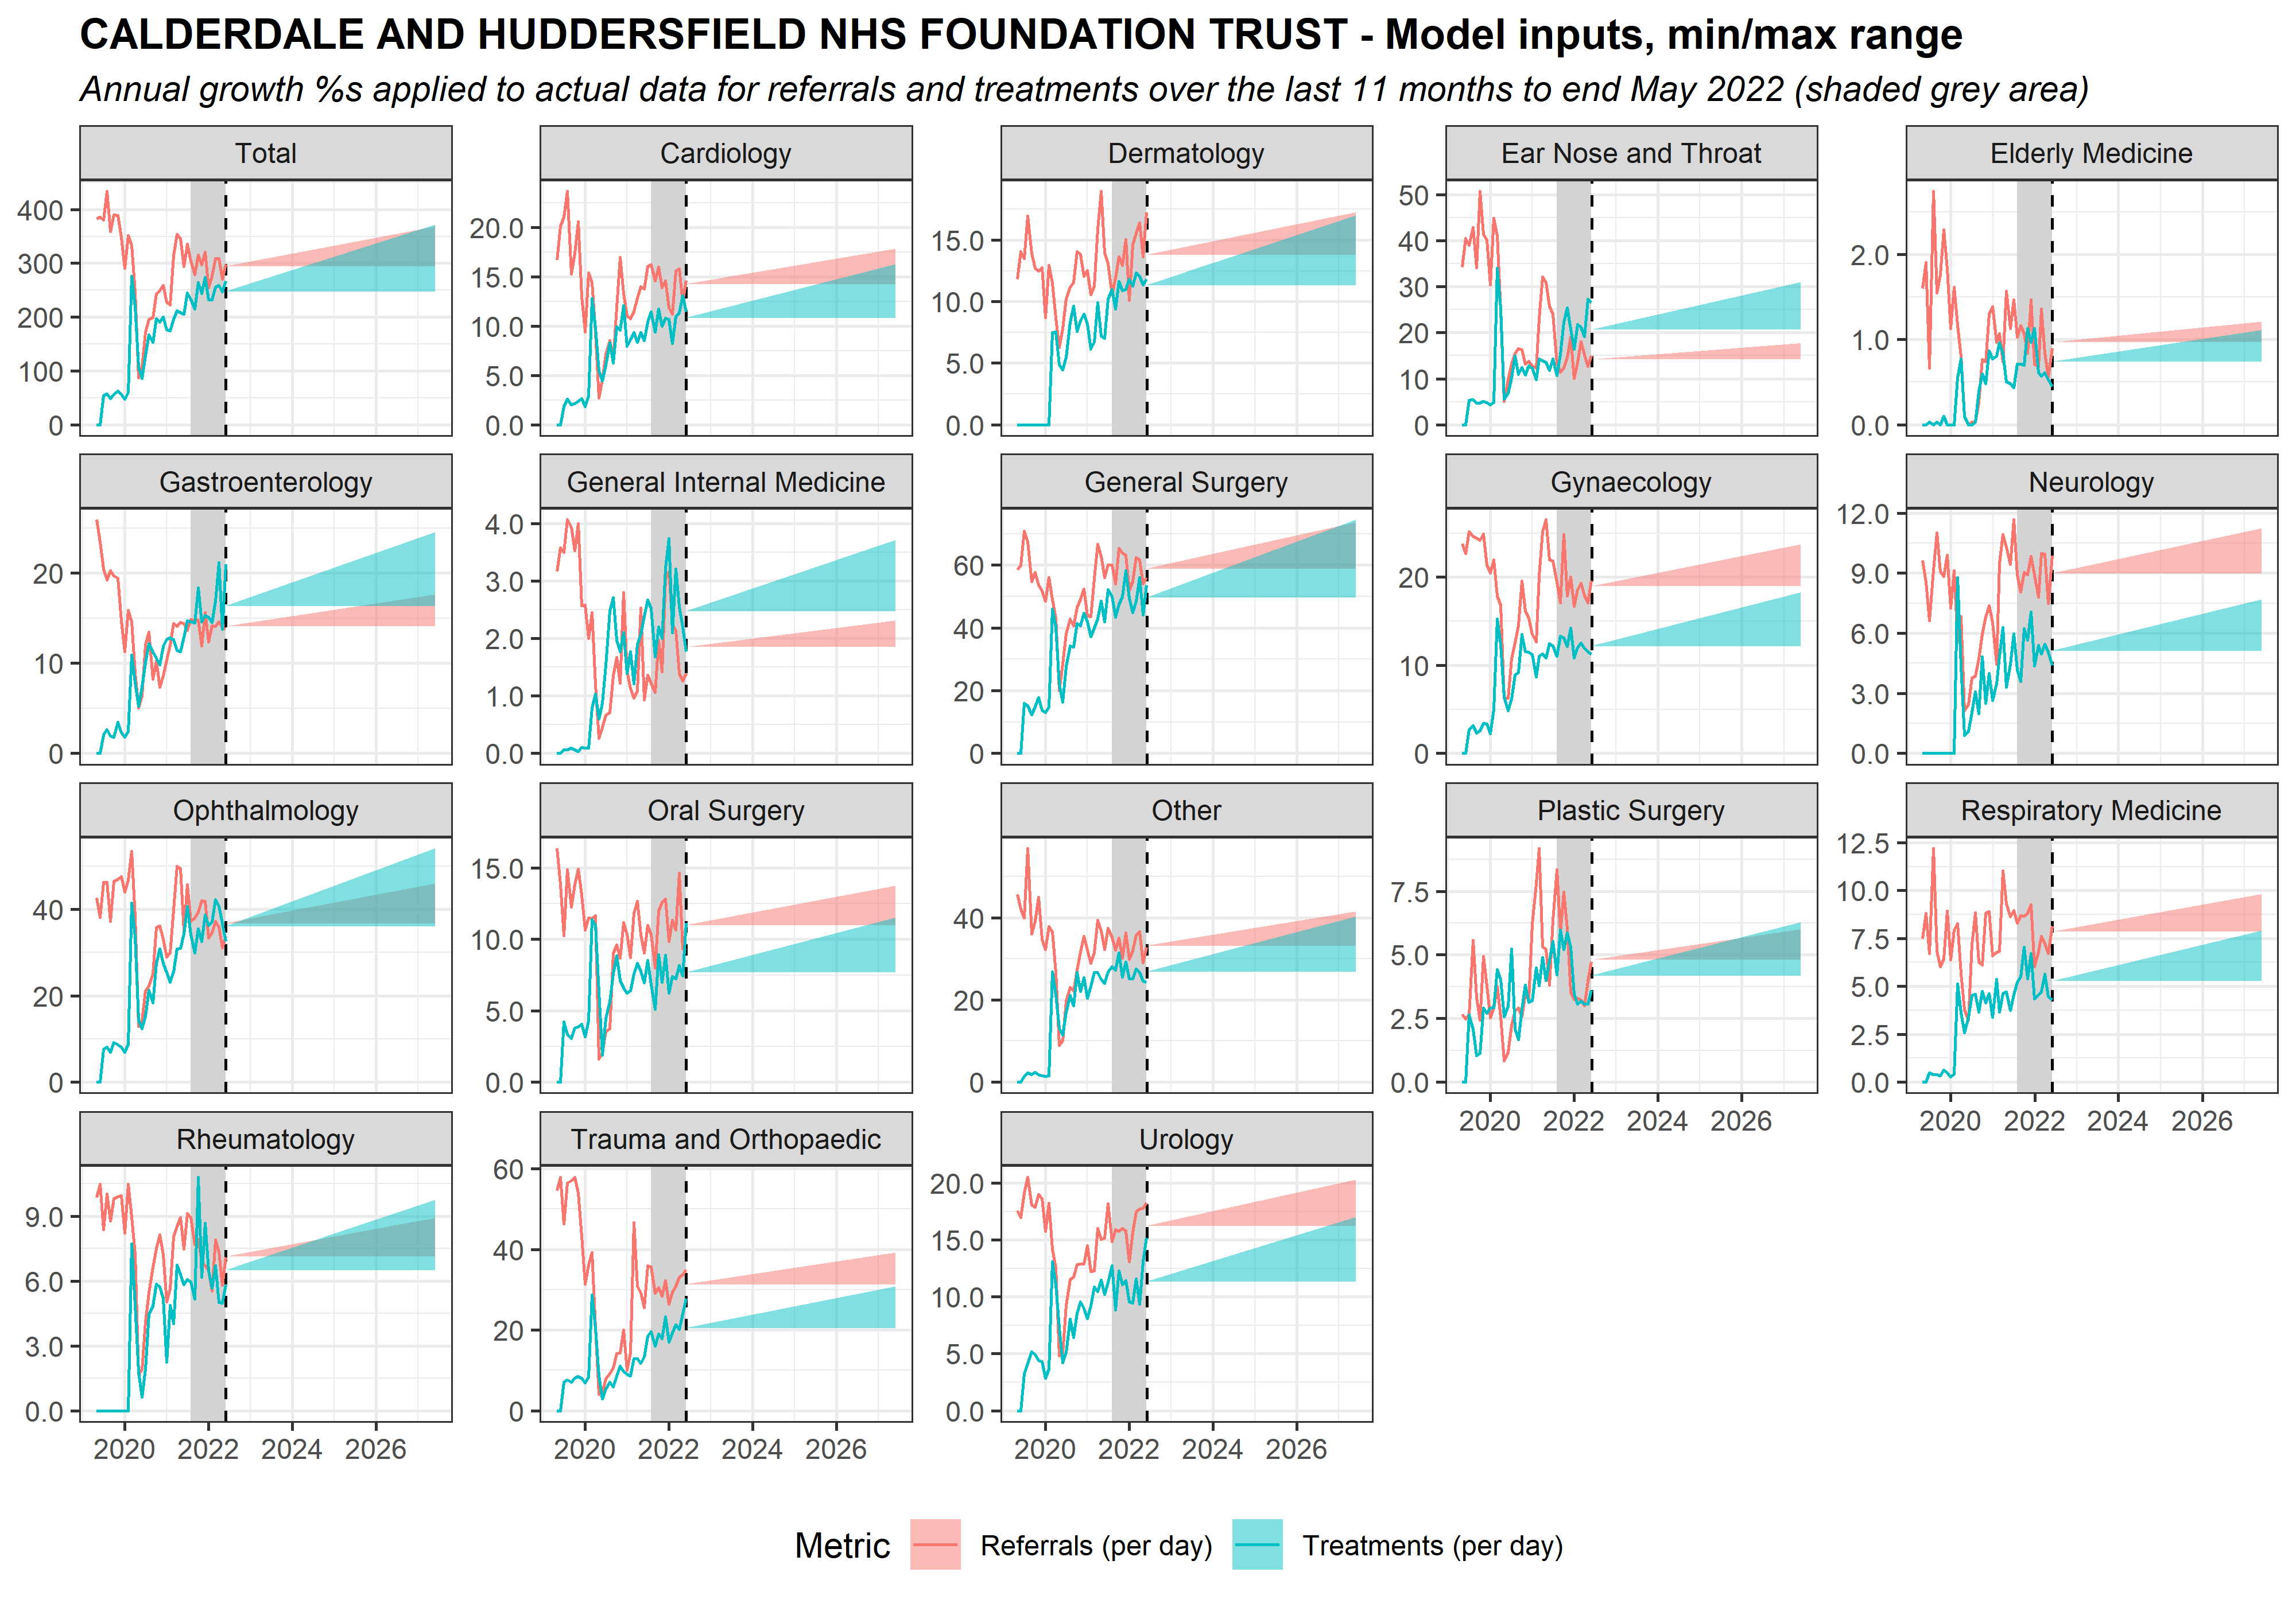 CALDERDALE AND HUDDERSFIELD NHS FOUNDATION TRUST - Model inputs, min/max range
Annual growth %s applied to actual data for referrals and treatments over the last 11 months to end May 2022 (shaded grey area)
Total
400
300
200
100
0
Cardiology
20.0
15.0
10.0
5.0
0.0
Dermatology
15.0
10.0
5.0
0.0
Ear Nose and Throat
50
40
30
20
10
0
Elderly Medicine
2.0
1.0
0.0
Gastroenterology
20
10
0
General Internal Medicine
4.0
3.0
2.0
1.0
0.0
General Surgery
60
40
20
0
Gynaecology
20
10
0
Neurology
12.0
9.0
6.0
3.0
0.0
Ophthalmology
40
20
0
Oral Surgery
15.0
10.0
5.0
0.0
Other
40
20
0
Plastic Surgery
7.5
5.0
2.5
0.0
2020 2022 2024 2026
Respiratory Medicine
12.5
10.0
7.5
5.0
2.5
0.0
2020 2022 2024 2026
Rheumatology
9.0
6.0
3.0
0.0
2020 2022 2024 2026
Trauma and Orthopaedic
60
40
20
0
2020 2022 2024 2026
Urology
20.0
15.0
10.0
5.0
0.0
2020 2022 2024 2026
Metric Referrals (per day) Treatments (per day)